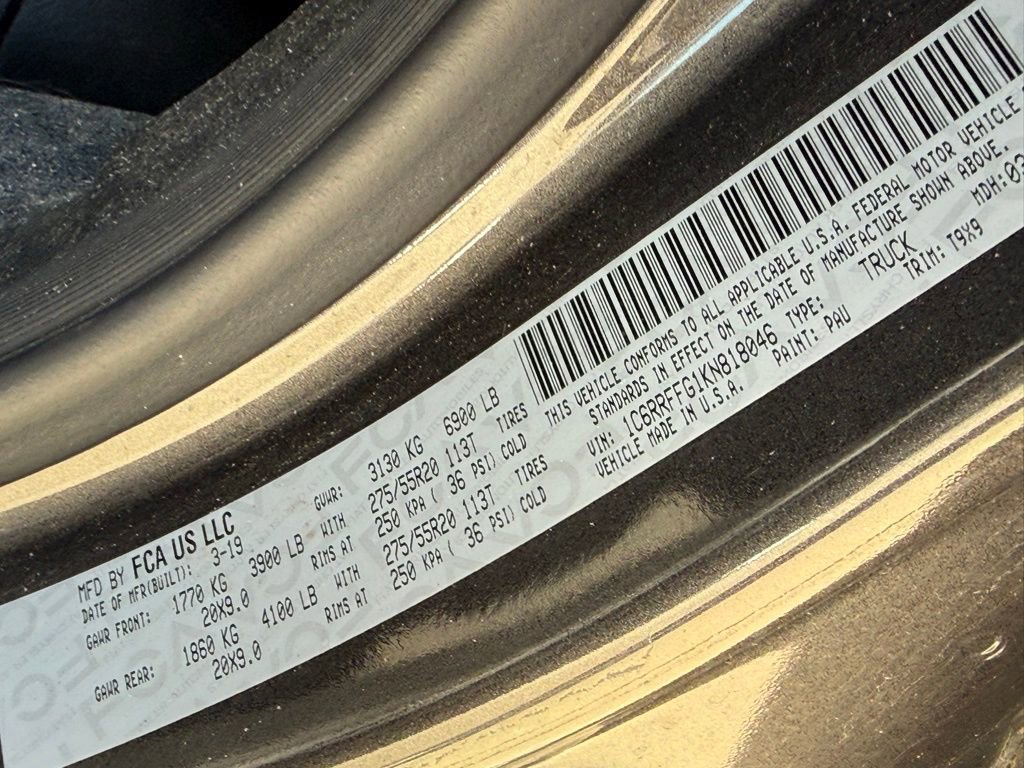 MFD BY FCA US LLC
DATE OF MFR(BUILT): 3-19
GVWR: 3130 KG 6900 LB
GAWR FRONT: 1770 KG 3900 LB WITH 275/55R20 113T TIRES
20X9.0 RIMS AT 250 KPA ( 36 PSI) COLD
GAWR REAR: 1860 KG 4100 LB WITH 275/55R20 113T TIRES
20X9.0 RIMS AT 250 KPA ( 36 PSI) COLD
THIS VEHICLE CONFORMS TO ALL APPLICABLE U.S.A. FEDERAL MOTOR VEHICLE
STANDARDS IN EFFECT ON THE DATE OF MANUFACTURE SHOWN ABOVE.
VIN: 1C6RRFFG1KN818046 TYPE: TRUCK MDH:03
VEHICLE MADE IN U.S.A. PAINT: PAU TRIM: T9X9